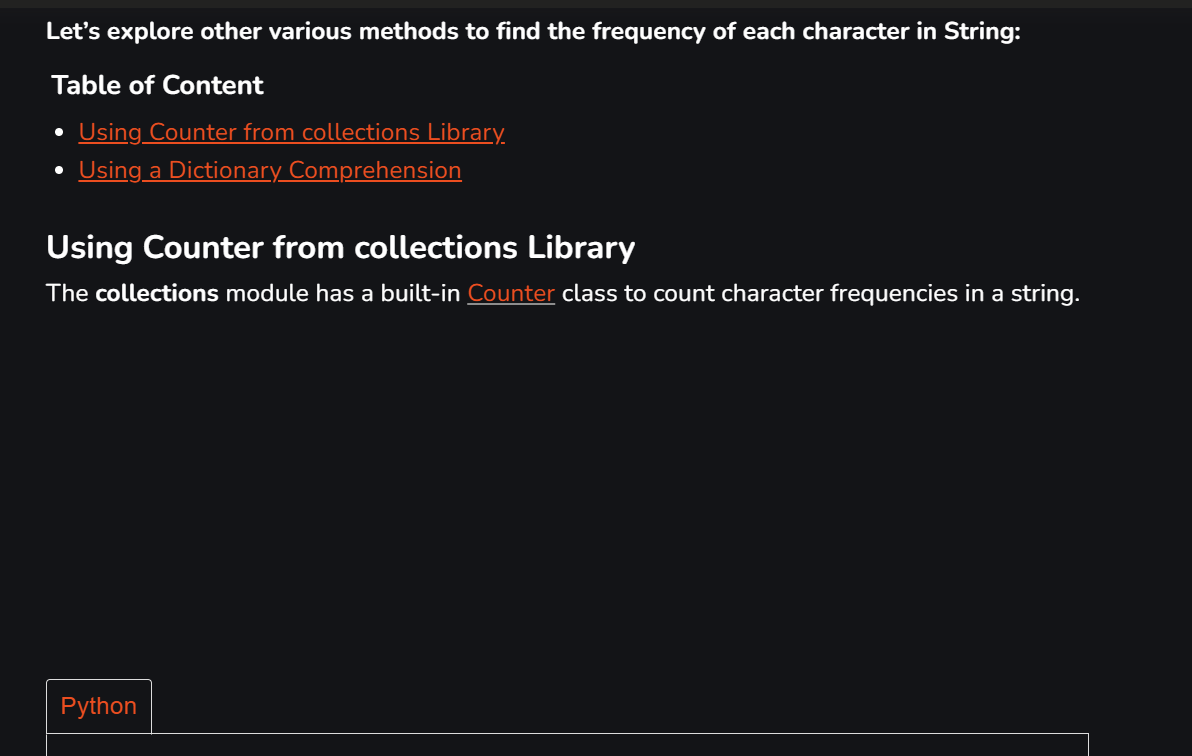 Let’s explore other various methods to find the frequency of each character in String:
Table of Content
Using Counter from collections Library
Using a Dictionary Comprehension
Using Counter from collections Library
The collections module has a built-in Counter class to count character frequencies in a string.
Python